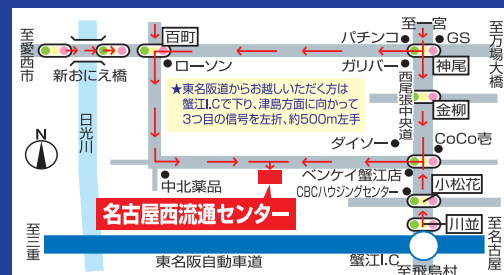 至一宮
パチンコ
GS
至万場大橋
至愛西市
百町
新おにえ橋
ローソン
ガリバー
神尾
西尾張中央道
★東名阪道からお越しいただく方は
蟹江I.Cで下り、津島方面に向かって
3つ目の信号を左折、約500m左手
金柳
日光川
N
ダイソー
CoCo壱
中北薬品
ベンケイ蟹江店
CBCハウジングセンター
小松花
名古屋西流通センター
川並
至三重
東名阪自動車道
蟹江I.C
至飛島村
至名古屋